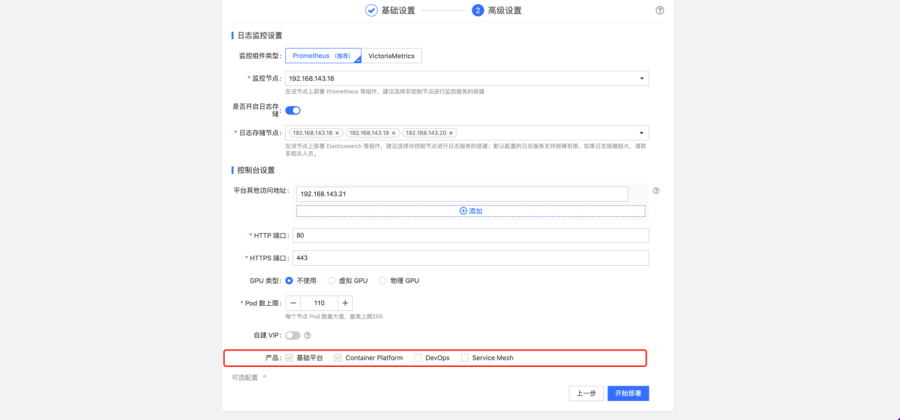 基础设置 2 高级设置
日志监控设置
监控组件类型: Prometheus (推荐) VictoriaMetrics
* 监控节点: 192.168.143.18
在该节点上部署 Prometheus 等组件，建议选择非控制节点进行监控服务的搭建
是否开启日志存储:
* 日志存储节点: 192.168.143.18 × 192.168.143.19 × 192.168.143.20 ×
在该节点上部署 Elasticsearch 等组件，建议选择非控制节点进行日志服务的搭建；默认配置的日志服务支持规模有限，如果日志规模较大，请联
系相关人员。
控制台设置
平台其他访问地址: 192.168.143.21
添加
* HTTP 端口: 80
* HTTPS 端口: 443
GPU 类型: 不使用 虚拟 GPU 物理 GPU
* Pod 数上限: — 110 +
每个节点 Pod 数最大值，最高上限255
自建 VIP:
产品: 基础平台 Container Platform DevOps Service Mesh
可选配置
上一步 开始部署